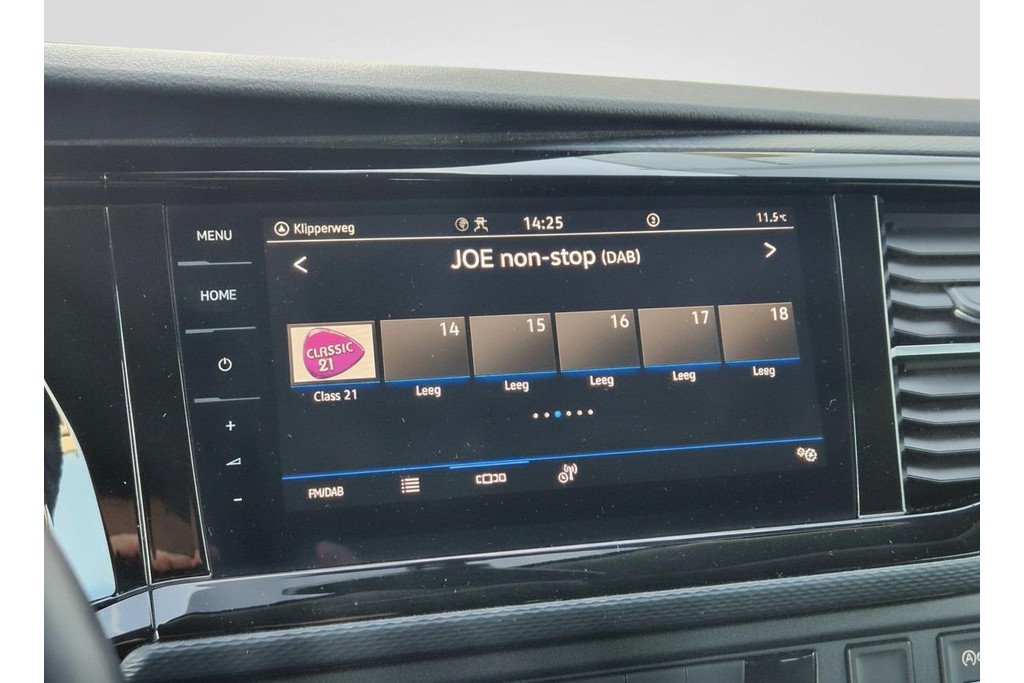 MENU
HOME
+
-
Klipperweg
14:25
2
11.5°C
<
JOE non-stop (DAB)
>
CLASSIC
21
14
15
16
17
18
Class 21
Leeg
Leeg
Leeg
Leeg
Leeg
FM/DAB